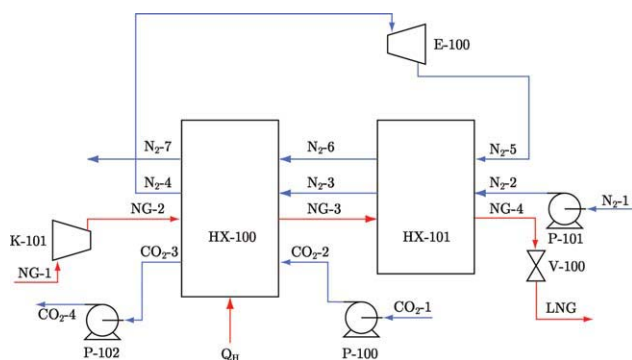 E-100
N₂-7
N₂-6
N₂-5
N₂-4
N₂-3
N₂-2
K-101
NG-2
NG-3
NG-4
N₂-1
HX-100
HX-101
P-101
NG-1
CO₂-3
CO₂-2
V-100
CO₂-4
CO₂-1
LNG
P-102
Q_H
P-100